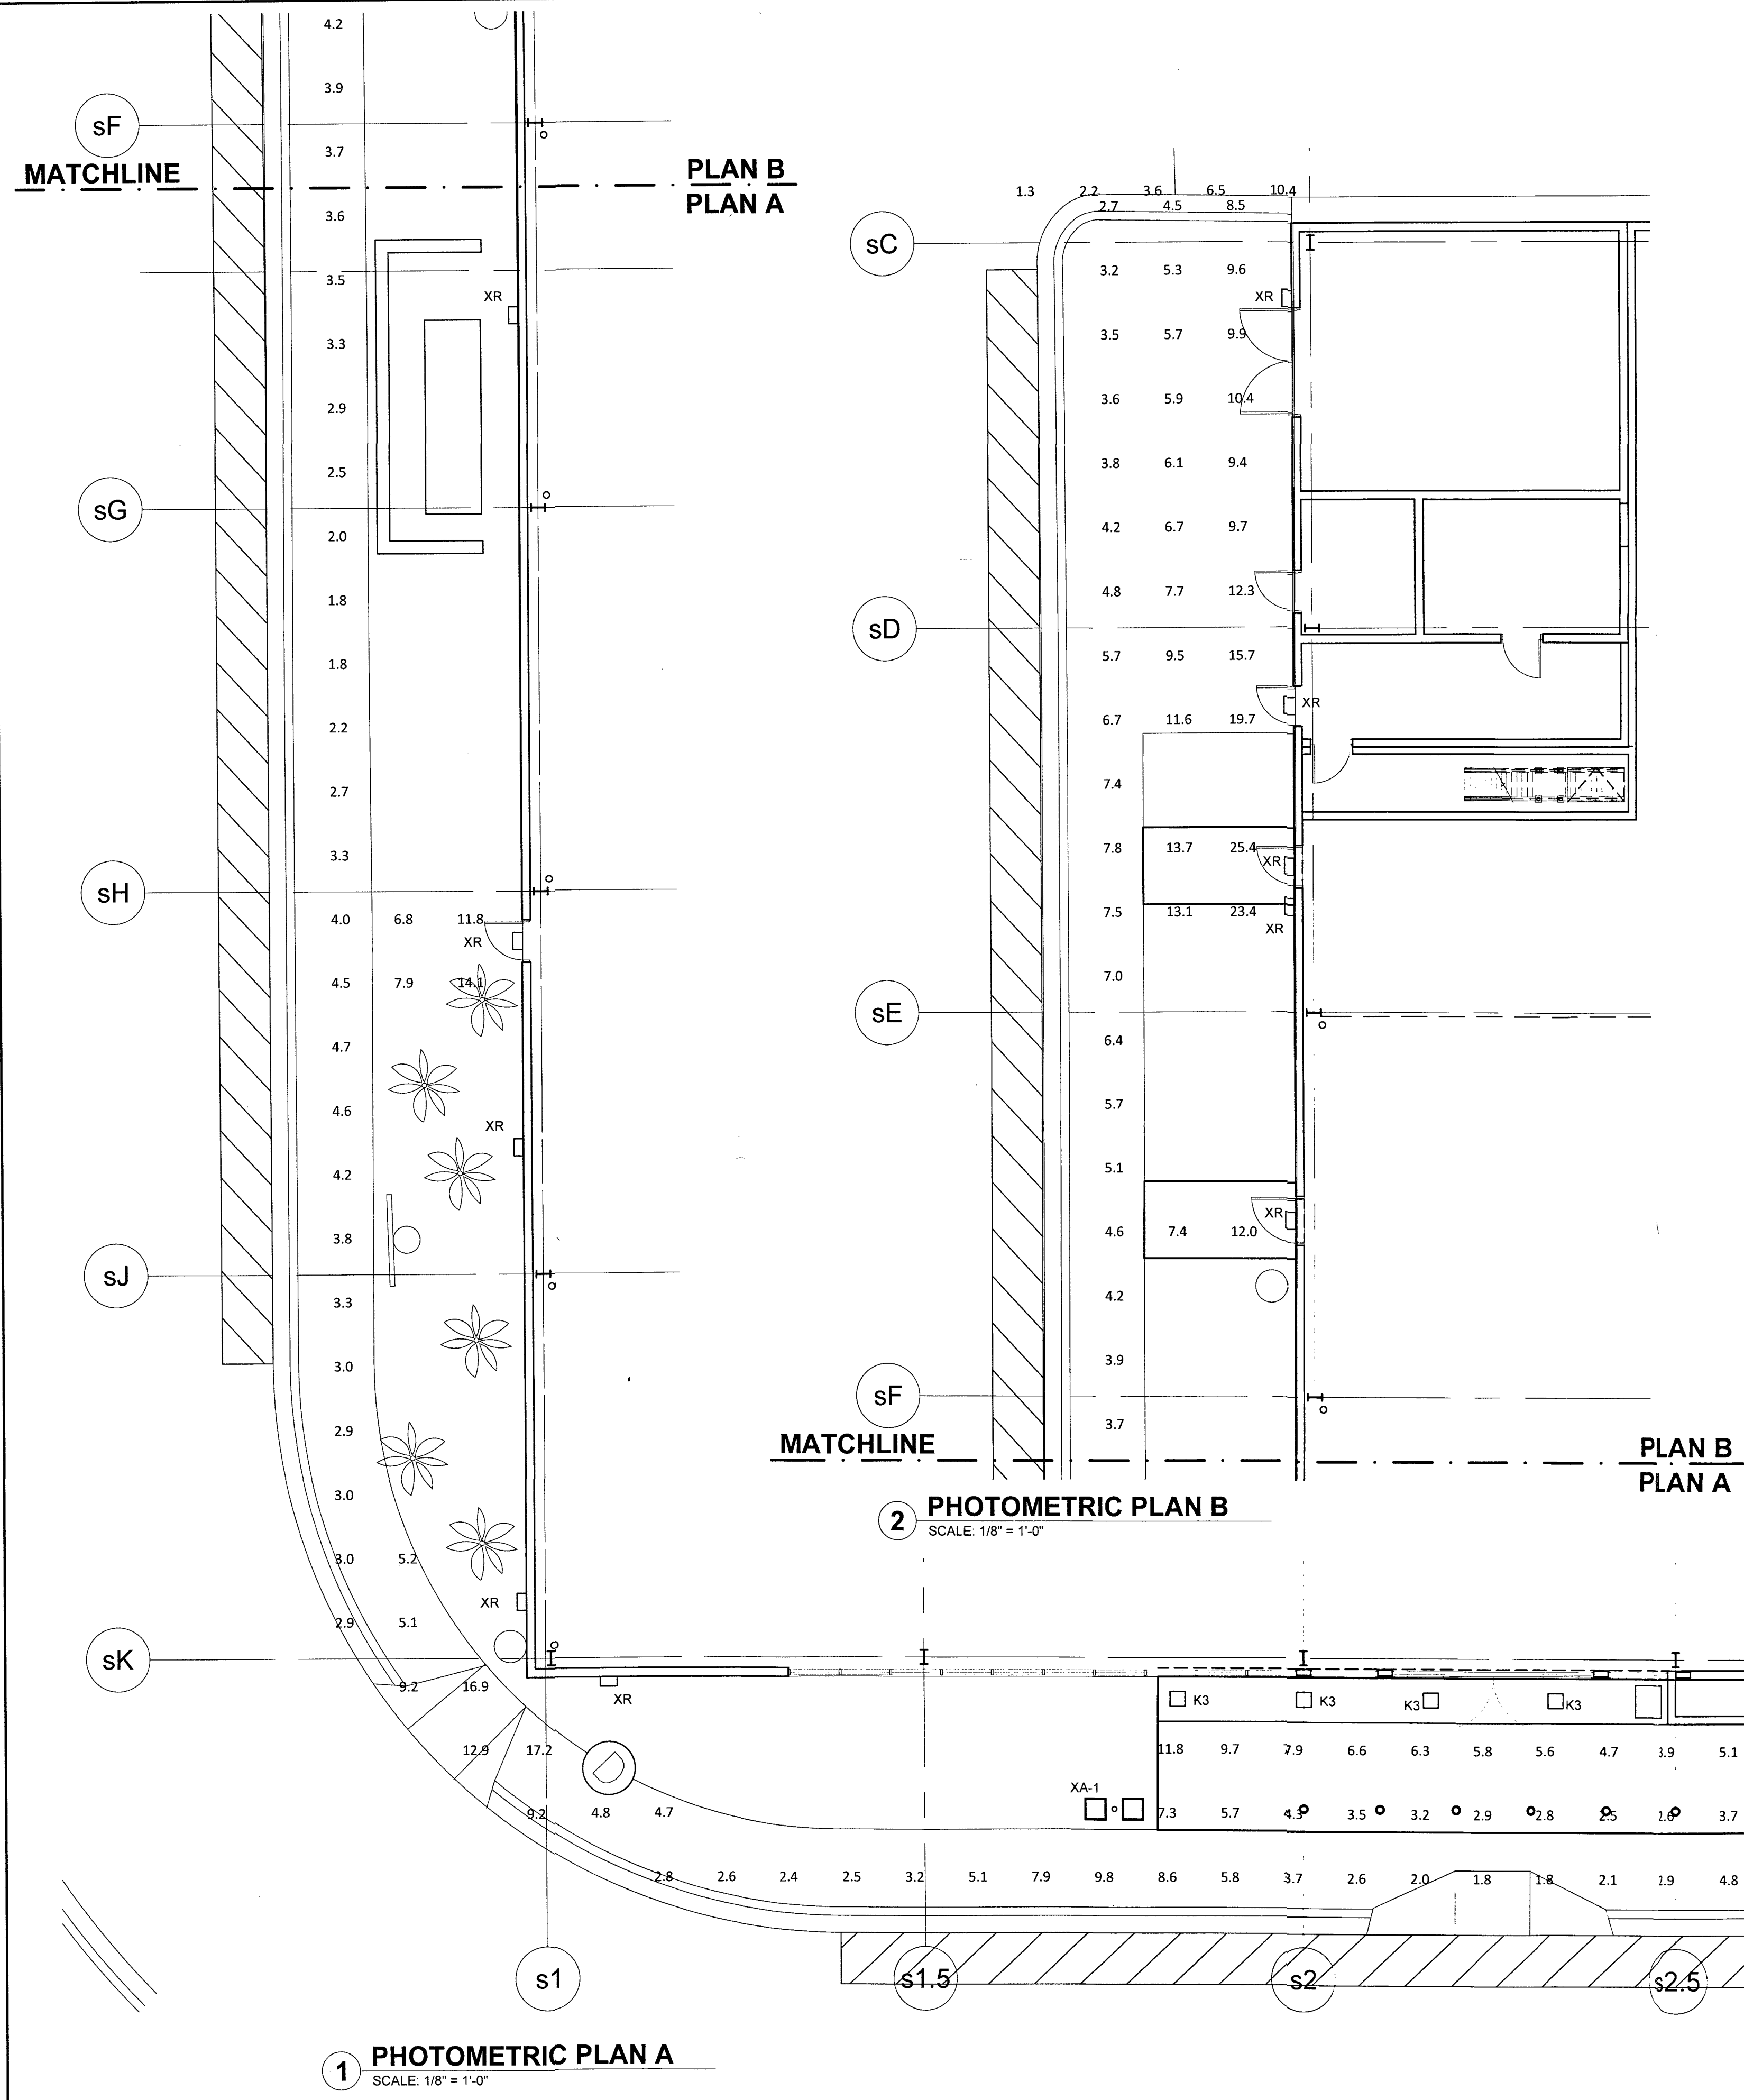 4.2
3.9
sF
3.7
MATCHLINE
PLAN B
PLAN A
3.6
3.5
XR
3.3
2.9
2.5
sG
2.0
1.8
1.8
2.2
2.7
3.3
sH
4.0 6.8 11.8
XR
4.5 7.9 14.1
4.7
4.6
XR
4.2
3.8
sJ
3.3
3.0
2.9
3.0
3.0 5.2
XR
2.9 5.1
sK
9.2 16.9
XR
12.9 17.2
9.2 4.8 4.7
1.3 2.2 3.6 6.5 10.4
2.7 4.5 8.5
sC
3.2 5.3 9.6
XR
3.5 5.7 9.9
3.6 5.9 10.4
3.8 6.1 9.4
4.2 6.7 9.7
4.8 7.7 12.3
sD
5.7 9.5 15.7
XR
6.7 11.6 19.7
7.4
7.8 13.7 25.4
XR
7.5 13.1 23.4
XR
7.0
sE
6.4
5.7
5.1
XR
4.6 7.4 12.0
4.2
3.9
sF
3.7
MATCHLINE
PLAN B
PLAN A
2 PHOTOMETRIC PLAN B
SCALE: 1/8" = 1'-0"
K3 K3 K3 K3
11.8 9.7 7.9 6.6 6.3 5.8 5.6 4.7 3.9 5.1
XA-1
7.3 5.7 4.3 3.5 3.2 2.9 2.8 2.5 2.6 3.7
2.8 2.6 2.4 2.5 3.2 5.1 7.9 9.8 8.6 5.8 3.7 2.6 2.0 1.8 1.8 2.1 2.9 4.8
s1 s1.5 s2 s2.5
1 PHOTOMETRIC PLAN A
SCALE: 1/8" = 1'-0"